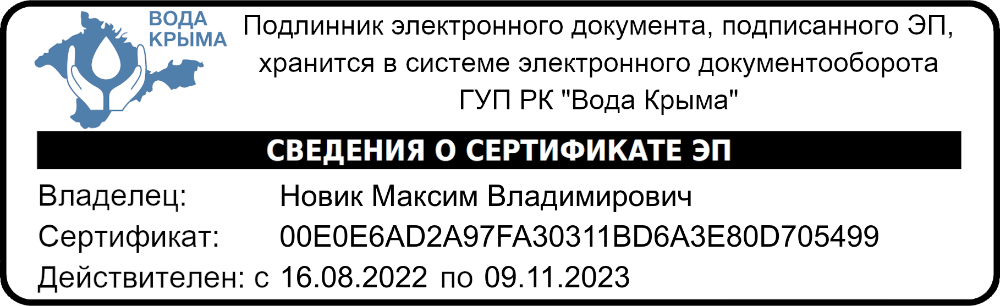 ВОДА
КРЫМА
Подлинник электронного документа, подписанного ЭП,
хранится в системе электронного документооборота
ГУП РК "Вода Крыма"
СВЕДЕНИЯ О СЕРТИФИКАТЕ ЭП
Владелец: Новик Максим Владимирович
Сертификат: 00E0E6AD2A97FA30311BD6A3E80D705499
Действителен: с 16.08.2022 по 09.11.2023